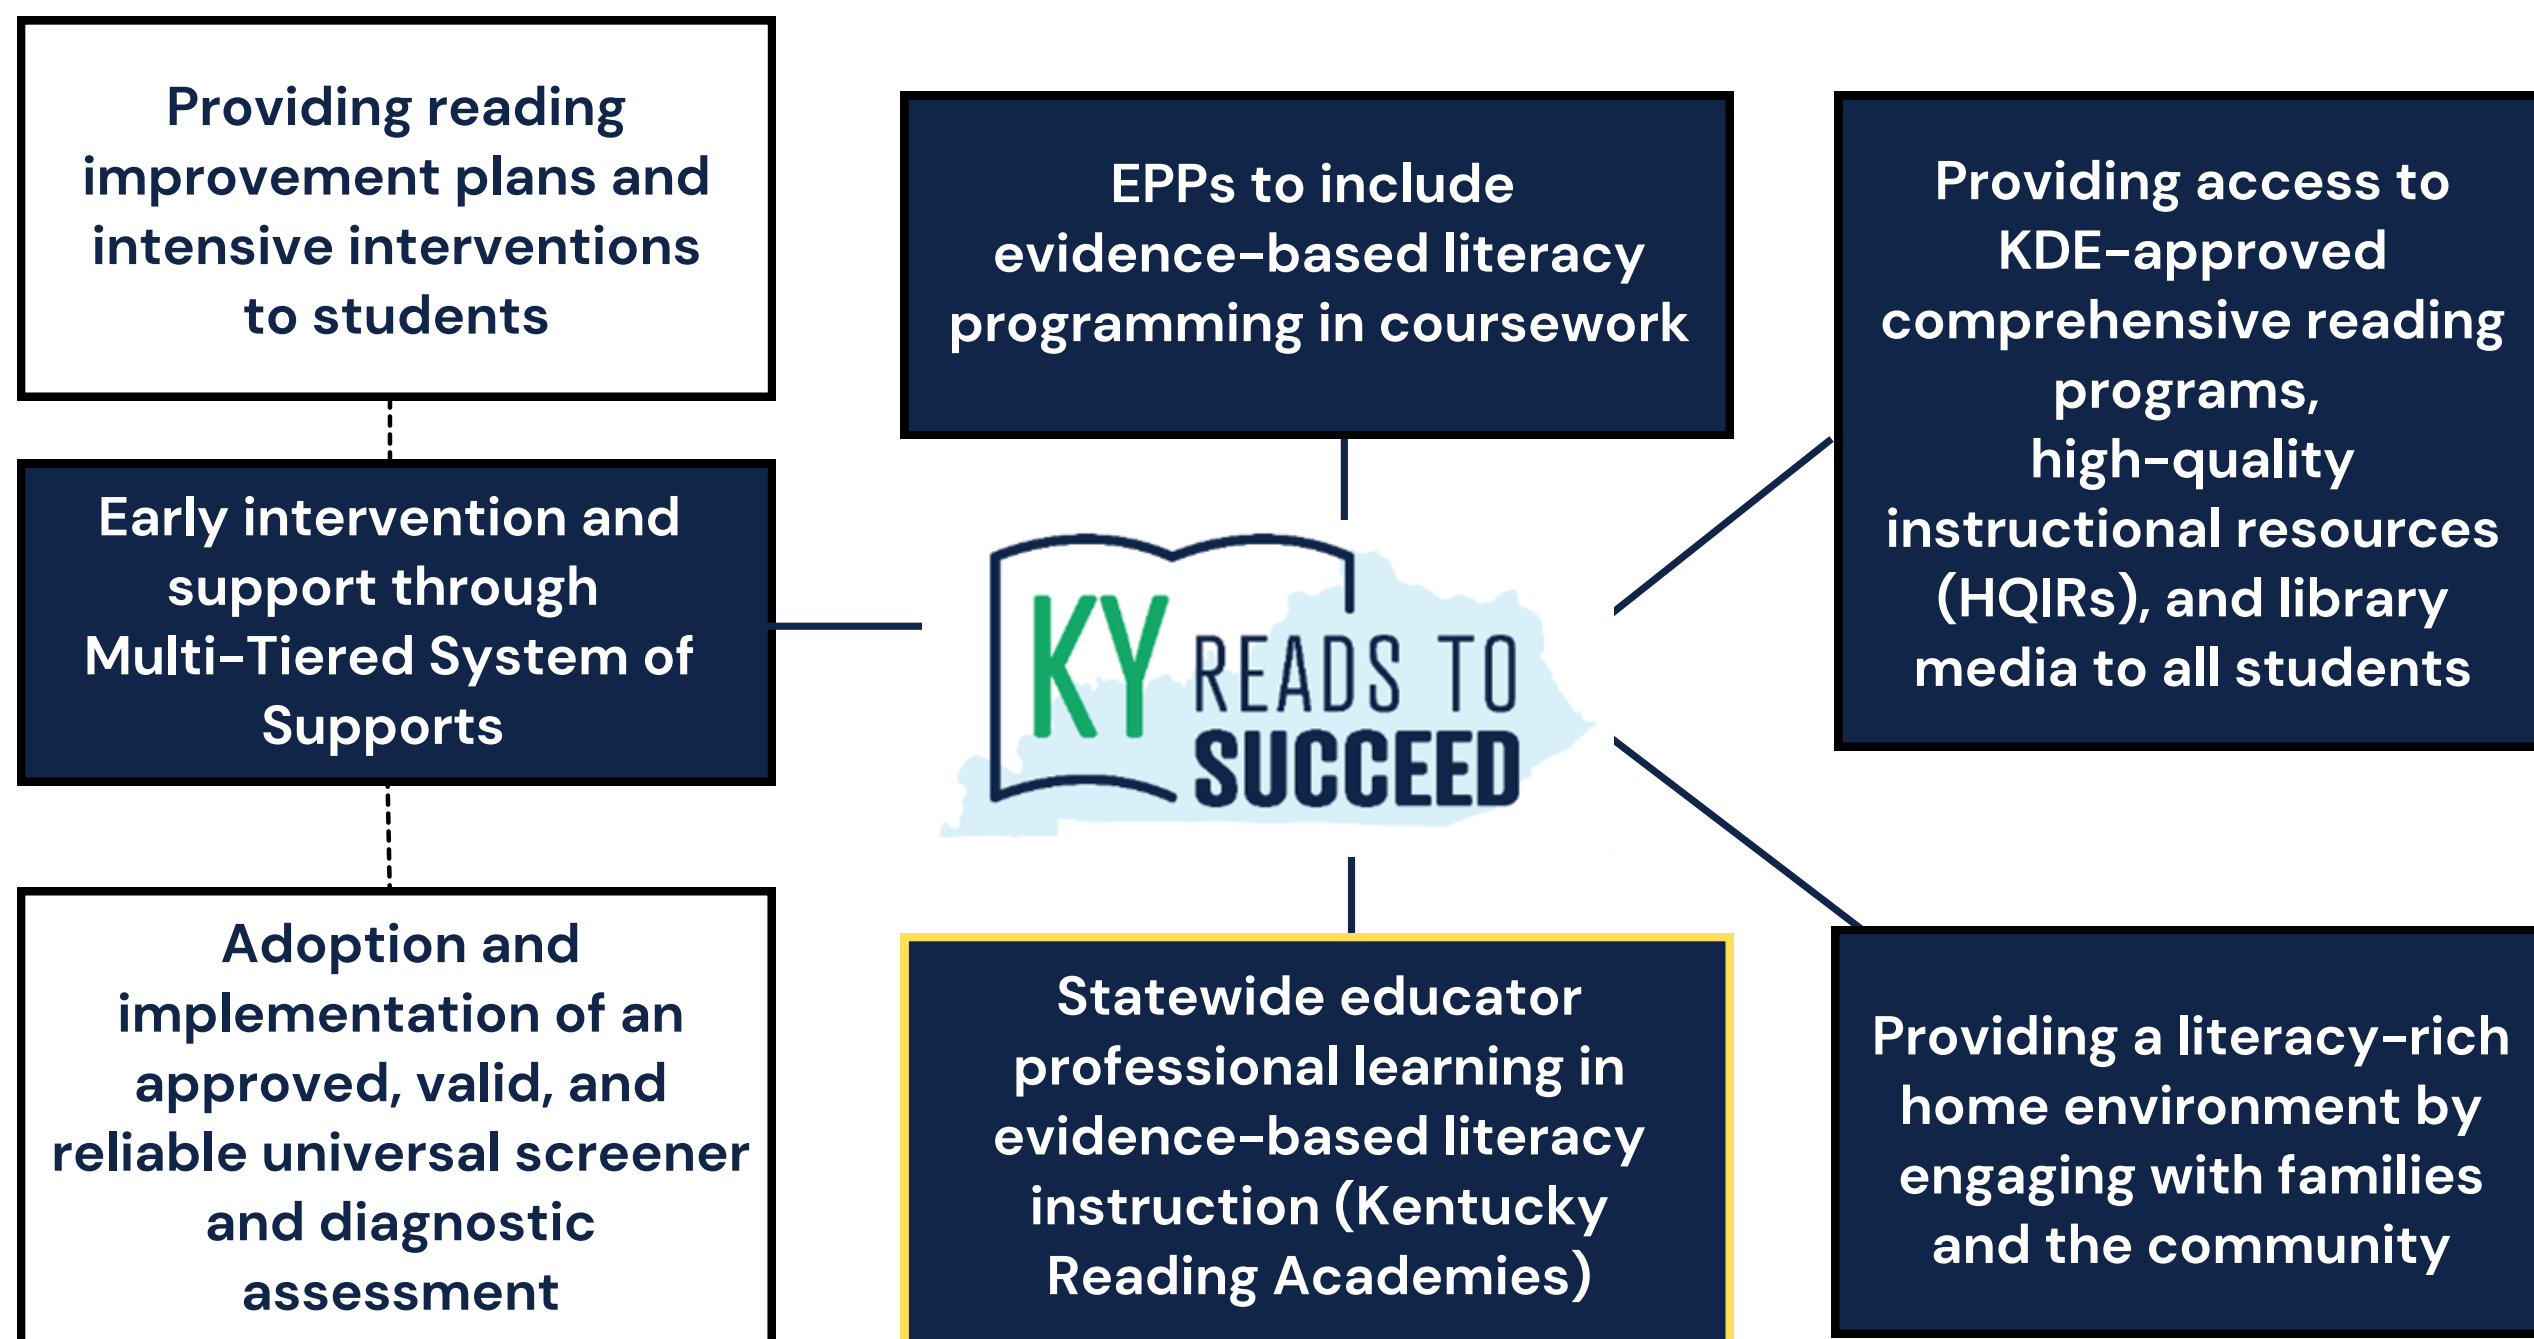 Providing reading
improvement plans and
intensive interventions
to students
Early intervention and
support through
Multi-Tiered System of
Supports
Adoption and
implementation of an
approved, valid, and
reliable universal screener
and diagnostic
assessment
EPPs to include
evidence-based literacy
programming in coursework
KY READS TO
SUCCEED
Statewide educator
professional learning in
evidence-based literacy
instruction (Kentucky
Reading Academies)
Providing access to
KDE-approved
comprehensive reading
programs,
high-quality
instructional resources
(HQIRs), and library
media to all students
Providing a literacy-rich
home environment by
engaging with families
and the community